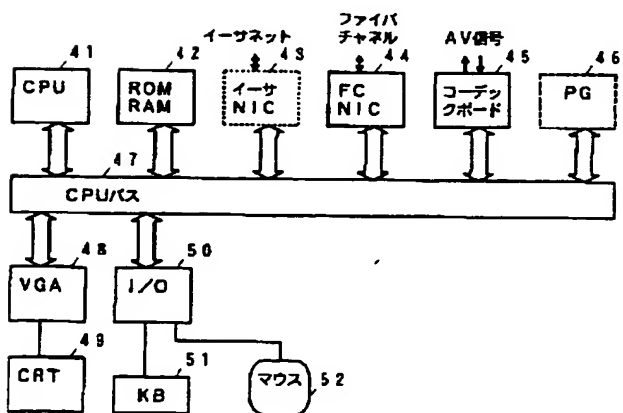 イーサネット
ファイバ
チャネル
AV信号
41
42
43
44
45
46
CPU
ROM
RAM
イーサ
NIC
FC
NIC
コーデッ
クボード
PG
47
CPUバス
48
50
VGA
I/O
49
51
CRT
KB
マウス
52